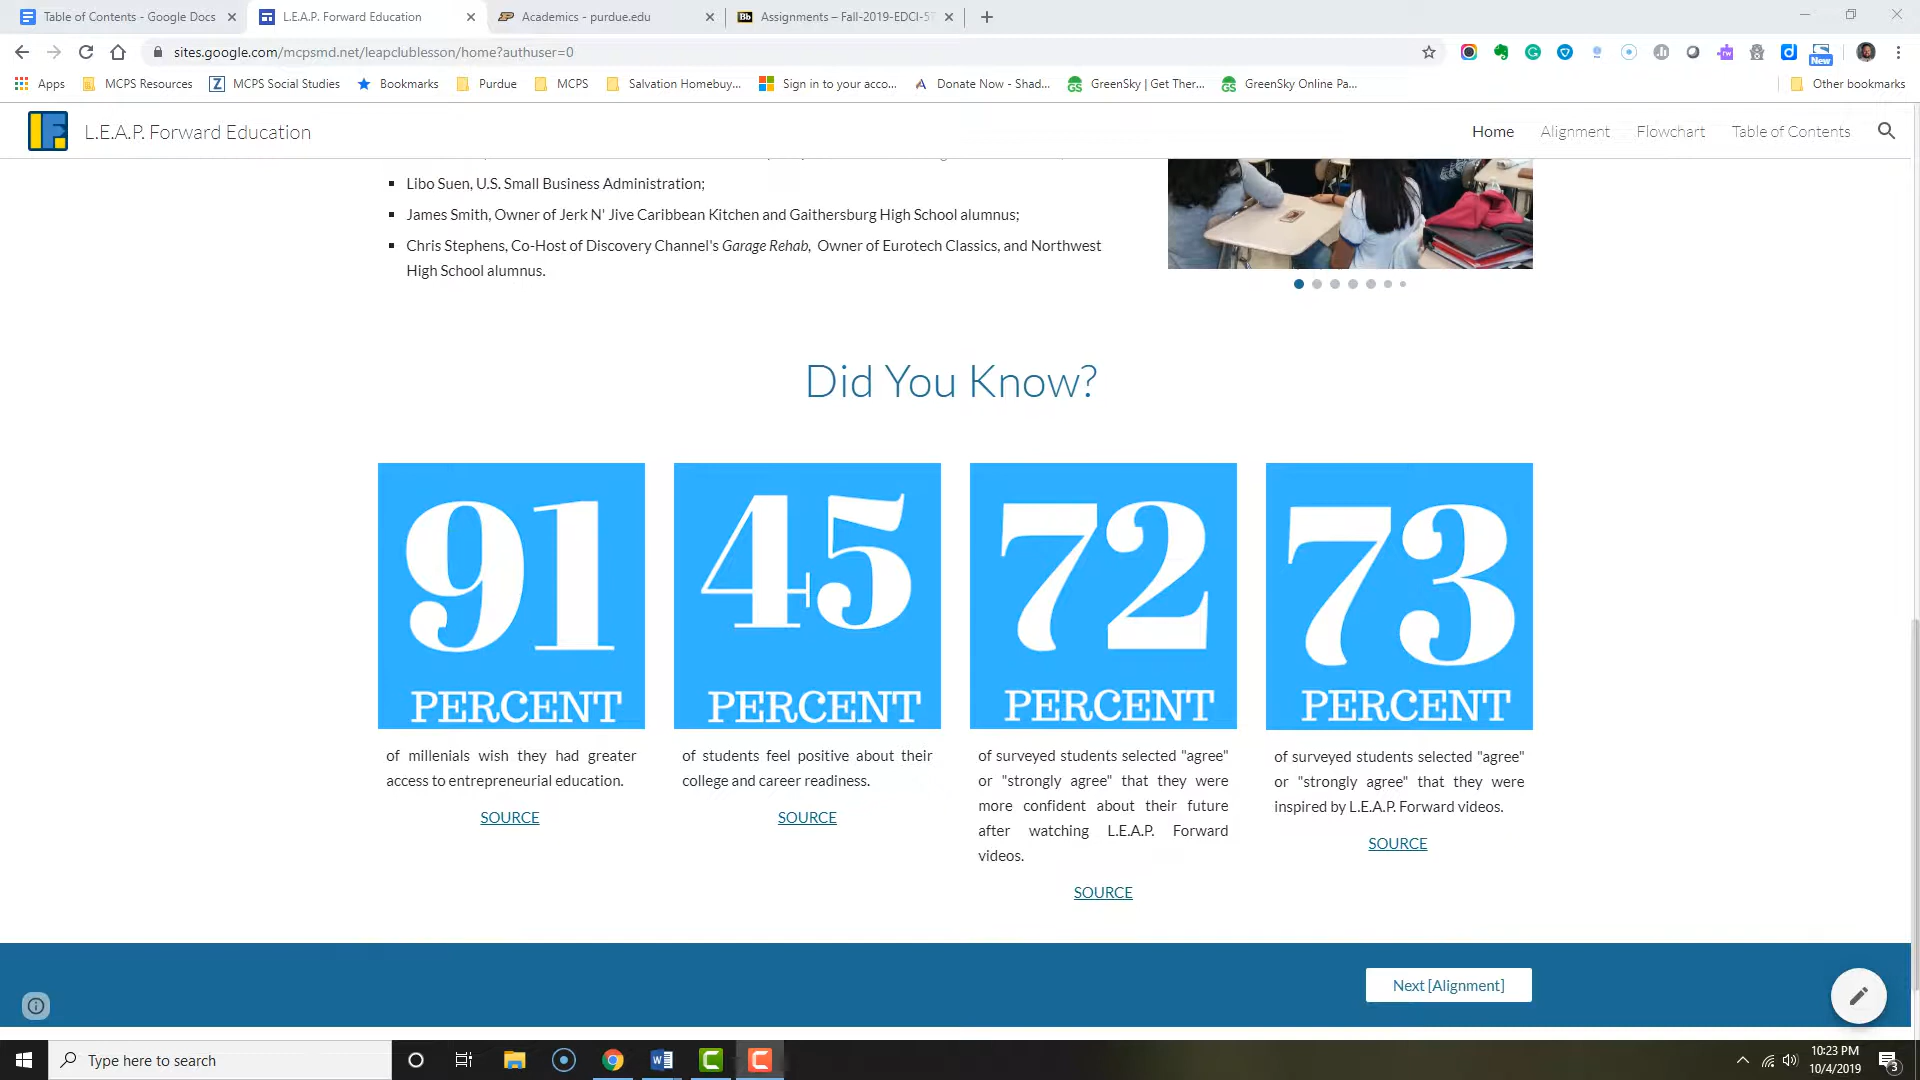 Table of Contents - Google Docs
L.E.A.P. Forward Education
Academics - purdue.edu
Bb Assignments – Fall-2019-EDCI-5
sites.google.com/mcpsmd.net/leapclublesson/home?authuser=0
New
Apps
MCPS Resources
Z MCPS Social Studies
Bookmarks
Purdue
MCPS
Salvation Homebuy...
Sign in to your acco...
Donate Now - Shad...
GS GreenSky | Get Ther...
GS GreenSky Online Pa...
Other bookmarks
L.E.A.P. Forward Education
Home
Alignment
Flowchart
Table of Contents
Libo Suen, U.S. Small Business Administration;
James Smith, Owner of Jerk N' Jive Caribbean Kitchen and Gaithersburg High School alumnus;
Chris Stephens, Co-Host of Discovery Channel's Garage Rehab, Owner of Eurotech Classics, and Northwest
High School alumnus.
Did You Know?
91
PERCENT
of millenials wish they had greater
access to entrepreneurial education.
SOURCE
45
PERCENT
of students feel positive about their
college and career readiness.
SOURCE
72
PERCENT
of surveyed students selected "agree"
or "strongly agree" that they were
more confident about their future
after watching L.E.A.P. Forward
videos.
SOURCE
73
PERCENT
of surveyed students selected "agree"
or "strongly agree" that they were
inspired by L.E.A.P. Forward videos.
SOURCE
Next [Alignment]
Type here to search
10:23 PM
10/4/2019
3